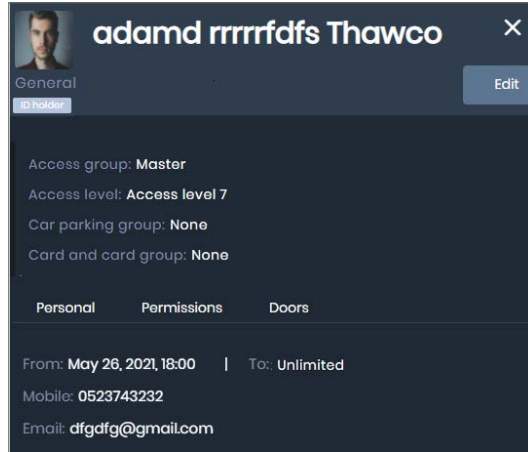 adamd rrrrrfdfs Thawco ×
General
Edit
ID holder
Access group: Master
Access level: Access level 7
Car parking group: None
Card and card group: None
Personal Permissions Doors
From: May 26, 2021, 18:00 | To:: Unlimited
Mobile: 0523743232
Email: dfgdfg@gmail.com